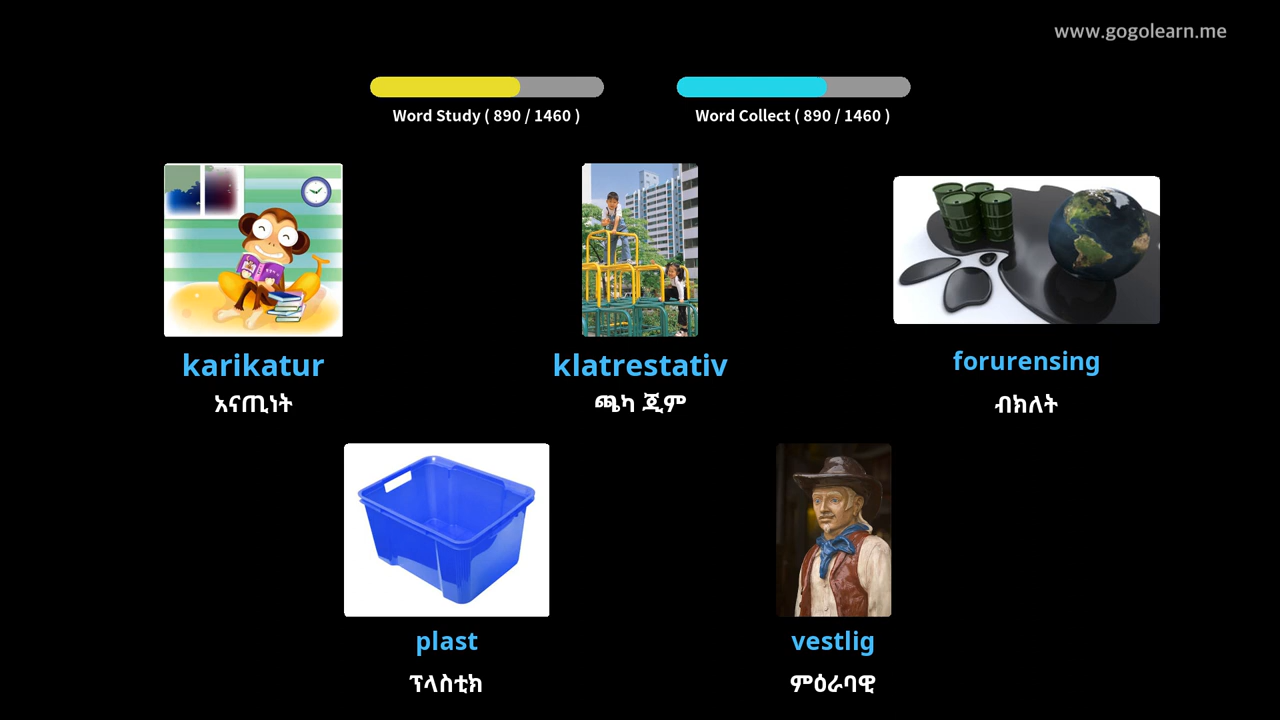 www.gogolearn.me
Word Study ( 890 / 1460 )
Word Collect ( 890 / 1460 )
karikatur
klatrestativ
forurensing
አናጢነት
ጫካ ጂም
ብክለት
plast
vestlig
ፕላስቲክ
ምዕራባዊ